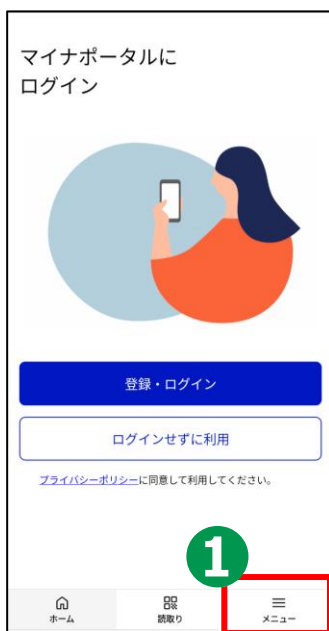 マイナポータルに
ログイン
登録・ログイン
ログインせずに利用
プライバシーポリシーに同意して利用してください。
1
ホーム
読取り
メニュー